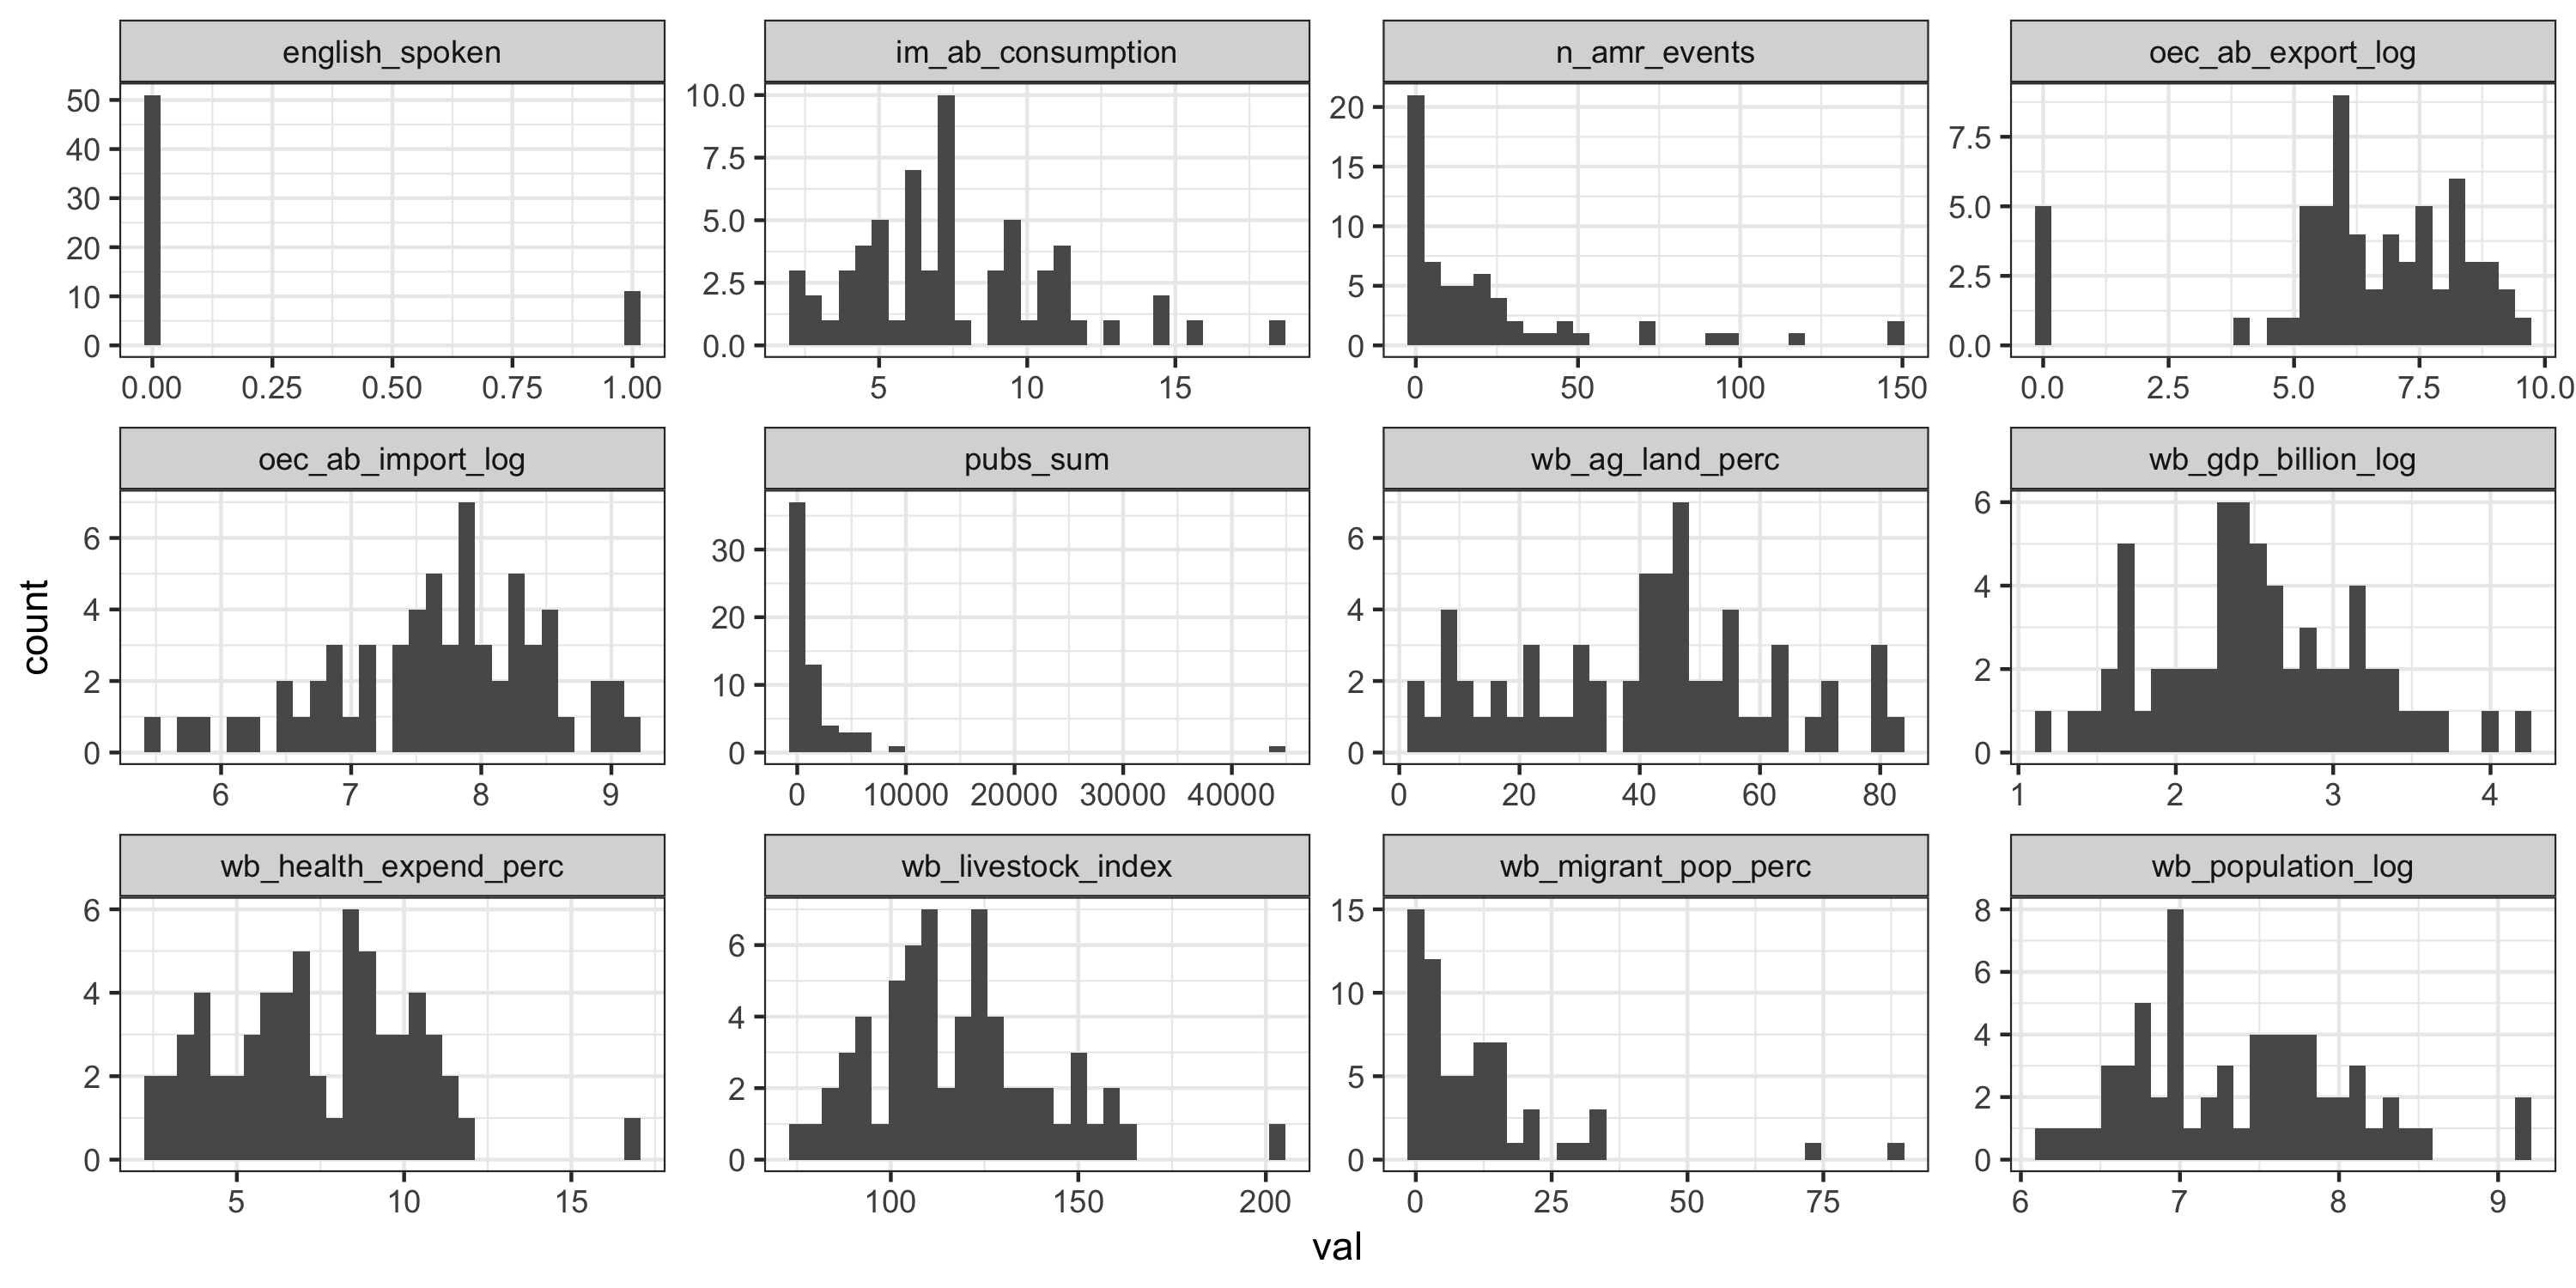 english_spoken im_ab_consumption n_amr_events oec_ab_export_log
50 40 30 20 10 0
10.0 7.5 5.0 2.5 0.0
20 15 10 5 0
7.5 5.0 2.5 0.0
0.00 0.25 0.50 0.75 1.00
5 10 15
0 50 100 150
0.0 2.5 5.0 7.5 10.0
oec_ab_import_log pubs_sum wb_ag_land_perc wb_gdp_billion_log
6 4 2 0
30 20 10 0
6 4 2 0
6 4 2 0
6 7 8 9
0 10000 20000 30000 40000
0 20 40 60 80
1 2 3 4
count
wb_health_expend_perc wb_livestock_index wb_migrant_pop_perc wb_population_log
6 4 2 0
6 4 2 0
15 10 5 0
8 6 4 2 0
5 10 15
100 150 200
0 25 50 75
6 7 8 9
val